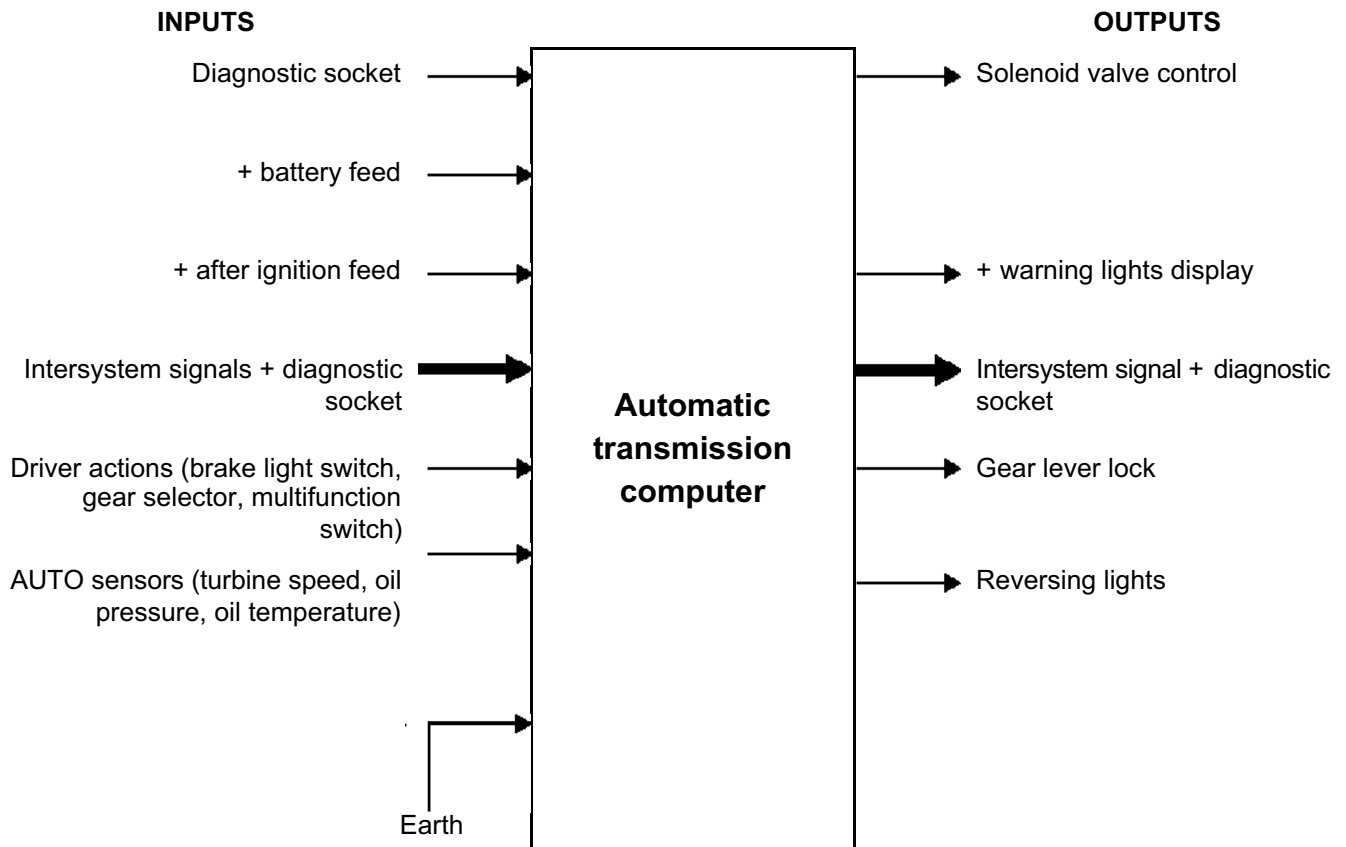 INPUTS
OUTPUTS
Diagnostic socket
Solenoid valve control
+ battery feed
+ after ignition feed
+ warning lights display
Intersystem signals + diagnostic
socket
Intersystem signal + diagnostic
socket
Automatic
transmission
computer
Driver actions (brake light switch,
gear selector, multifunction
switch)
Gear lever lock
AUTO sensors (turbine speed, oil
pressure, oil temperature)
Reversing lights
Earth